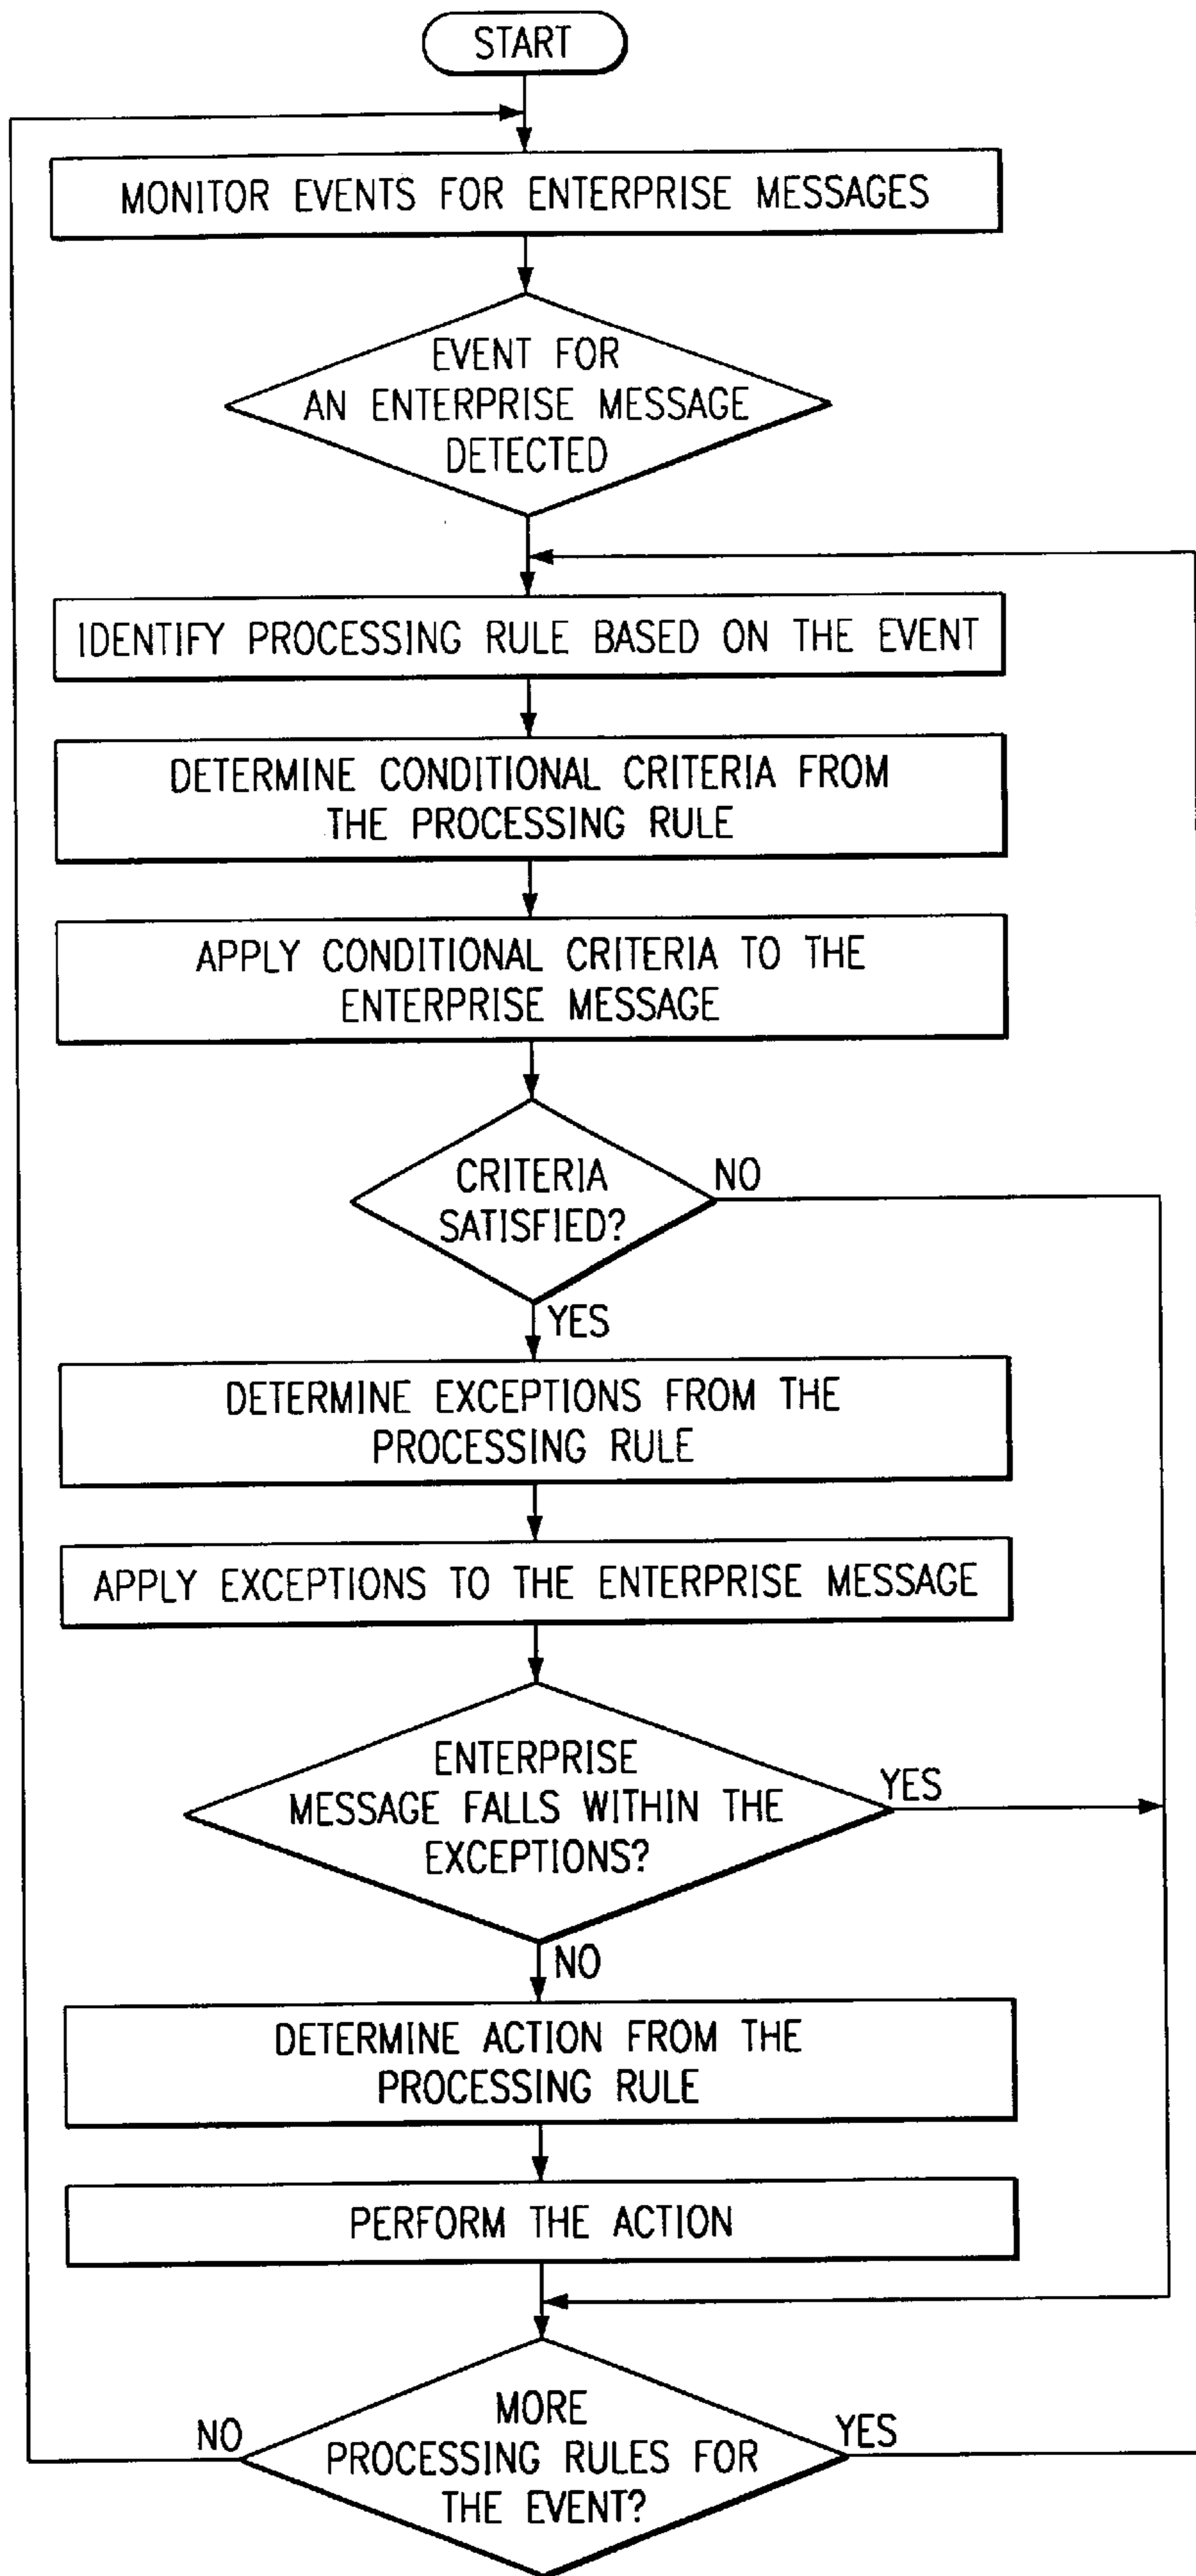 START
MONITOR EVENTS FOR ENTERPRISE MESSAGES
EVENT FOR
AN ENTERPRISE MESSAGE
DETECTED
IDENTIFY PROCESSING RULE BASED ON THE EVENT
DETERMINE CONDITIONAL CRITERIA FROM
THE PROCESSING RULE
APPLY CONDITIONAL CRITERIA TO THE
ENTERPRISE MESSAGE
CRITERIA
SATISFIED?
NO
YES
DETERMINE EXCEPTIONS FROM THE
PROCESSING RULE
APPLY EXCEPTIONS TO THE ENTERPRISE MESSAGE
ENTERPRISE
MESSAGE FALLS WITHIN THE
EXCEPTIONS?
YES
NO
DETERMINE ACTION FROM THE
PROCESSING RULE
PERFORM THE ACTION
MORE
PROCESSING RULES FOR
THE EVENT?
NO
YES